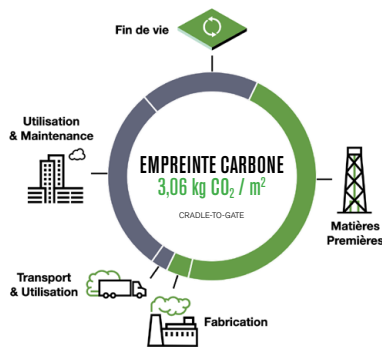 Fin de vie
Utilisation
& Maintenance
EMPREINTE CARBONE
3,06 kg CO₂ / m²
CRADLE-TO-GATE
Matières
Premières
Transport
& Utilisation
Fabrication